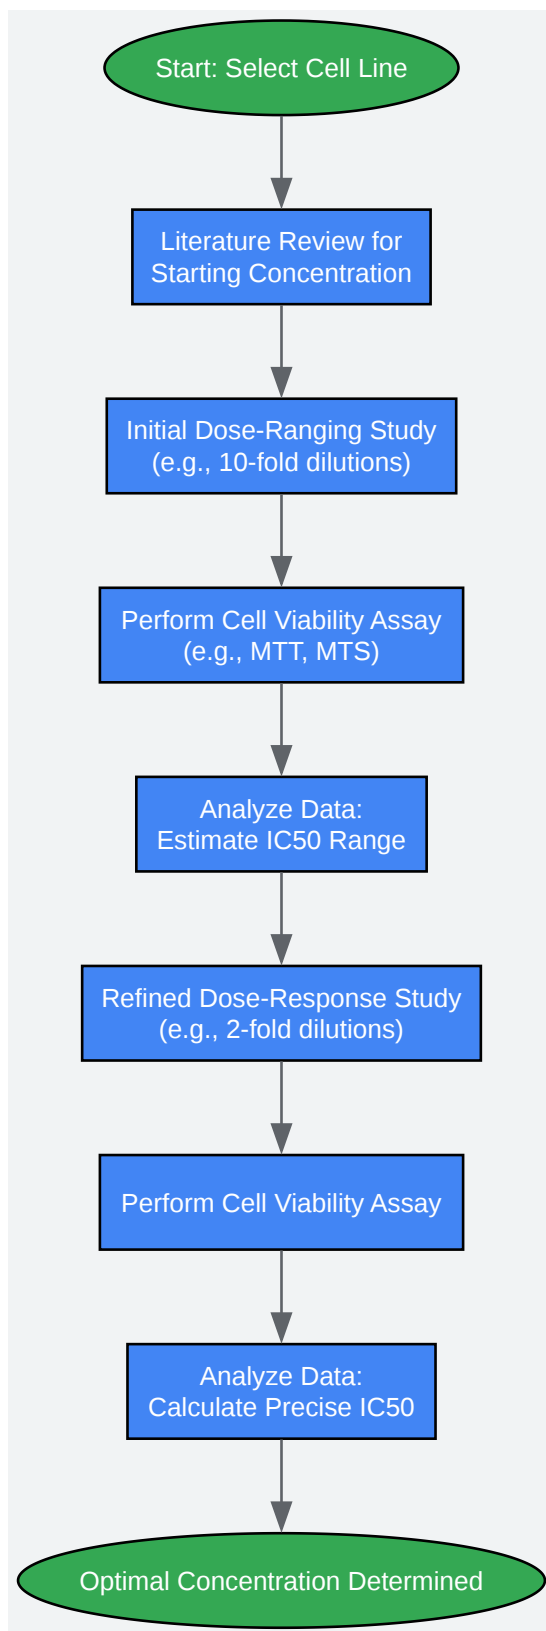 Start: Select Cell Line
Literature Review for
Starting Concentration
Initial Dose-Ranging Study
(e.g., 10-fold dilutions)
Perform Cell Viability Assay
(e.g., MTT, MTS)
Analyze Data:
Estimate IC50 Range
Refined Dose-Response Study
(e.g., 2-fold dilutions)
Perform Cell Viability Assay
Analyze Data:
Calculate Precise IC50
Optimal Concentration Determined